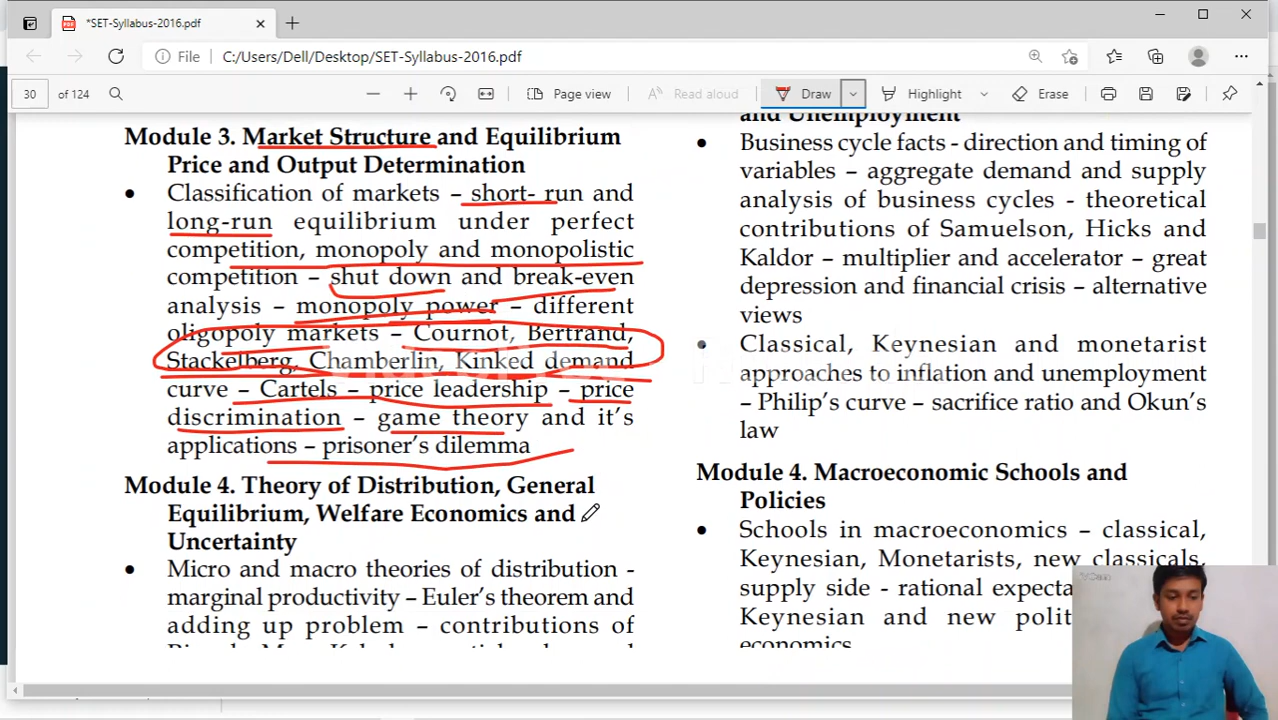 *SET-Syllabus-2016.pdf
File C:/Users/Dell/Desktop/SET-Syllabus-2016.pdf
30 of 124 Page view Read aloud Draw Highlight Erase
Module 3. Market Structure and Equilibrium
Price and Output Determination
• Classification of markets – short- run and
long-run equilibrium under perfect
competition, monopoly and monopolistic
competition – shut down and break-even
analysis – monopoly power – different
oligopoly markets – Cournot, Bertrand,
Stackelberg, Chamberlin, Kinked demand
curve – Cartels – price leadership – price
discrimination – game theory and it's
applications – prisoner's dilemma
Module 4. Theory of Distribution, General
Equilibrium, Welfare Economics and
Uncertainty
• Micro and macro theories of distribution -
marginal productivity – Euler's theorem and
adding up problem – contributions of
and Unemployment
• Business cycle facts - direction and timing of
variables – aggregate demand and supply
analysis of business cycles - theoretical
contributions of Samuelson, Hicks and
Kaldor – multiplier and accelerator – great
depression and financial crisis – alternative
views
• Classical, Keynesian and monetarist
approaches to inflation and unemployment
– Philip's curve – sacrifice ratio and Okun's
law
Module 4. Macroeconomic Schools and
Policies
• Schools in macroeconomics – classical,
Keynesian, Monetarists, new classicals,
supply side - rational
Keynesian and new
economics